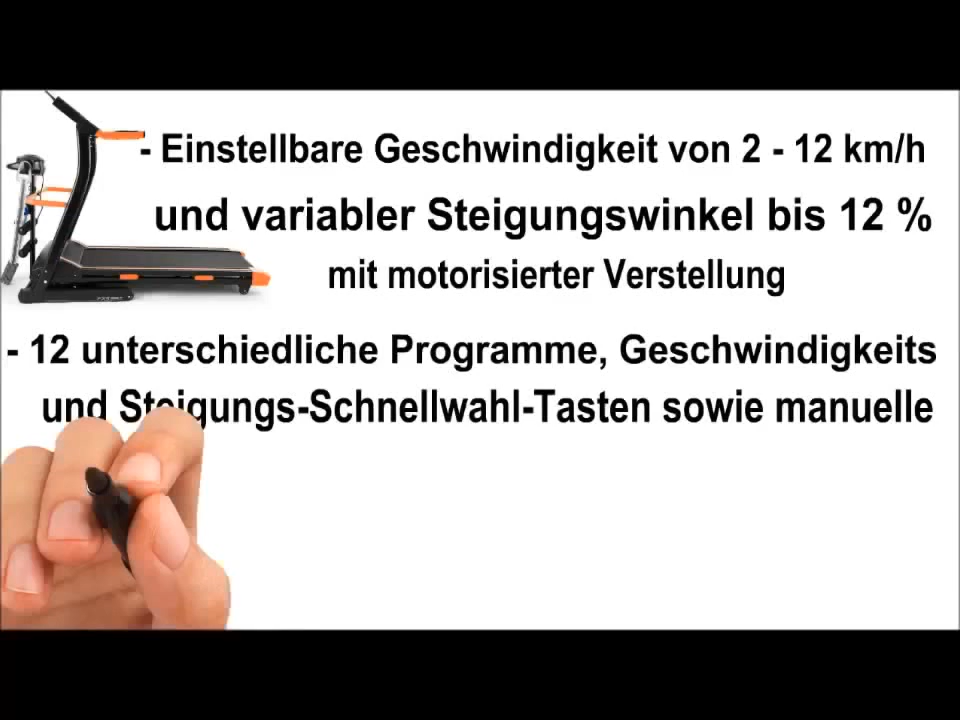 - Einstellbare Geschwindigkeit von 2 - 12 km/h
und variabler Steigungswinkel bis 12 %
mit motorisierter Verstellung
- 12 unterschiedliche Programme, Geschwindigkeits
und Steigungs-Schnellwahl-Tasten sowie manuelle